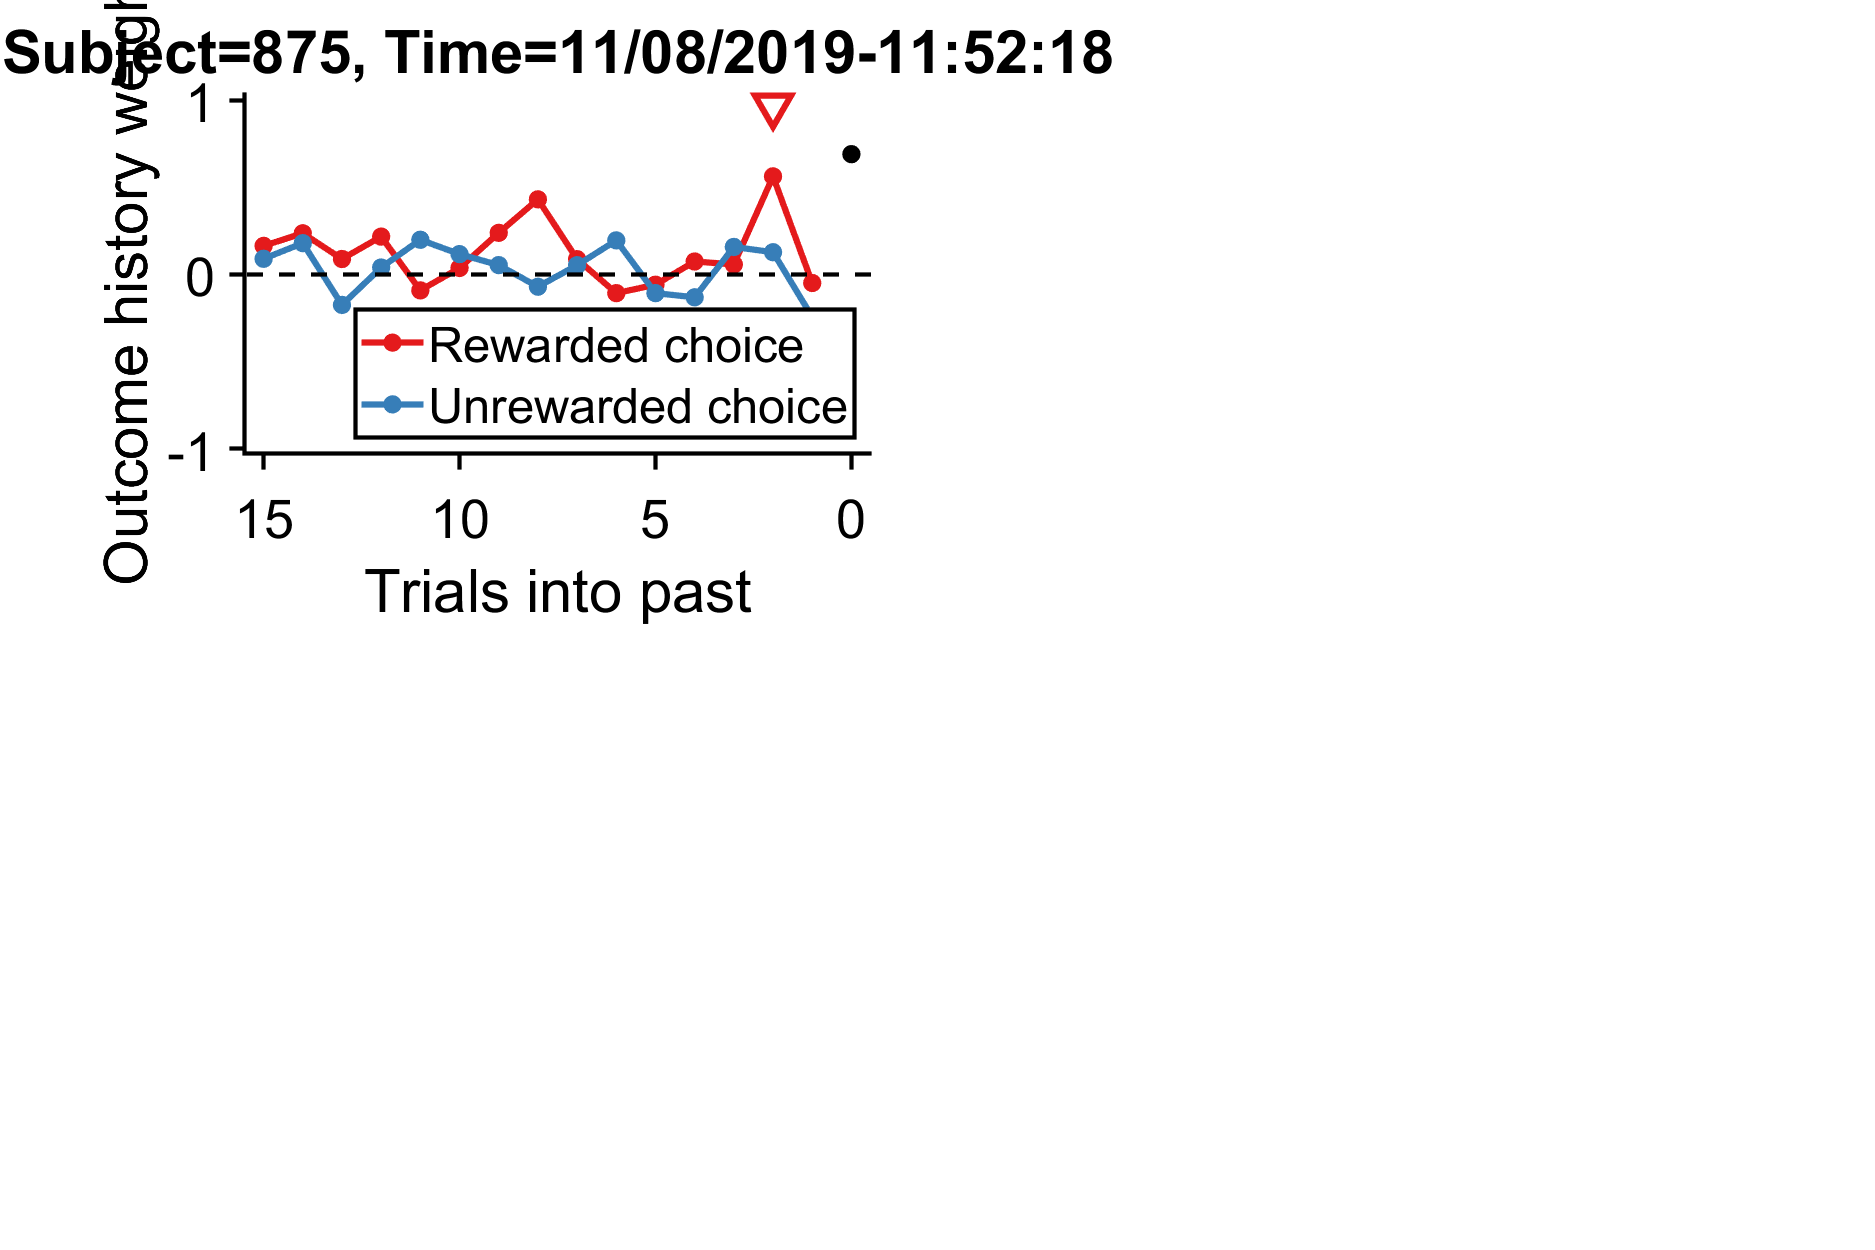 Subject=875, Time=11/08/2019-11:52:18
Outcome history
1
0
-1
Rewarded choice
Unrewarded choice
15 10 5 0
Trials into past